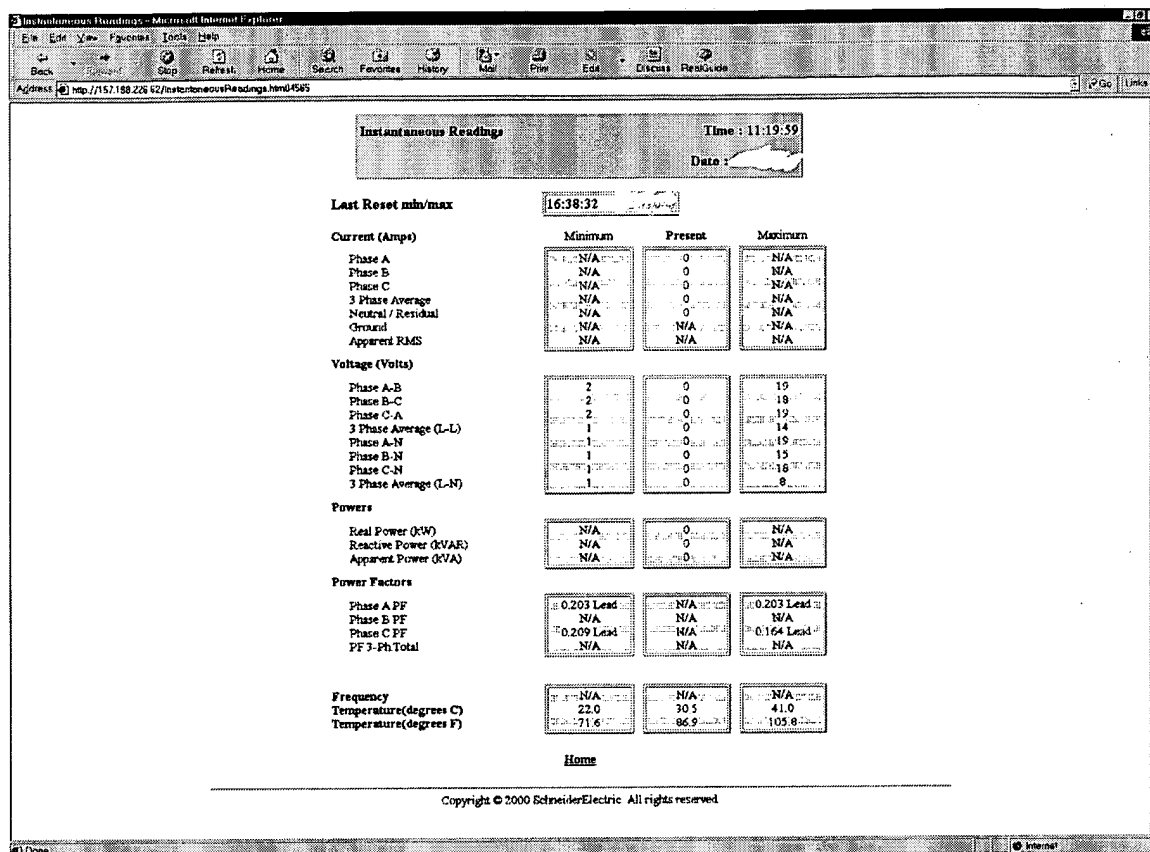 Instantaneous Readings - Microsoft Internet Explorer
File Edit View Favorites Tools Help
Back Forward Stop Refresh Home Search Favorites History Mail Print Edit Discuss RealGuide
Address http://157.198.226.62/InstantaneousReadings.htm04565 Go Links
Instantaneous Readings Time : 11:19:59
Date :
Last Reset min/max 16:38:32
Current (Amps) Minimum Present Maximum
Phase A N/A 0 N/A
Phase B N/A 0 N/A
Phase C N/A 0 N/A
3 Phase Average N/A 0 N/A
Neutral / Residual N/A 0 N/A
Ground N/A N/A N/A
Apparent RMS N/A N/A N/A
Voltage (Volts)
Phase A-B 2 0 19
Phase B-C 2 0 18
Phase C-A 2 0 19
3 Phase Average (L-L) 1 0 14
Phase A-N 1 0 19
Phase B-N 1 0 15
Phase C-N 1 0 18
3 Phase Average (L-N) 1 0 8
Powers
Real Power (kW) N/A 0 N/A
Reactive Power (kVAR) N/A 0 N/A
Apparent Power (kVA) N/A 0 N/A
Power Factors
Phase A PF 0.203 Lead N/A 0.203 Lead
Phase B PF N/A N/A N/A
Phase C PF 0.209 Lead N/A 0.164 Lead
PF 3-Ph.Total N/A N/A N/A
Frequency N/A N/A N/A
Temperature(degrees C) 22.0 30.5 41.0
Temperature(degrees F) 71.6 86.9 105.8
Home
Copyright © 2000 SchneiderElectric All rights reserved
Done Internet